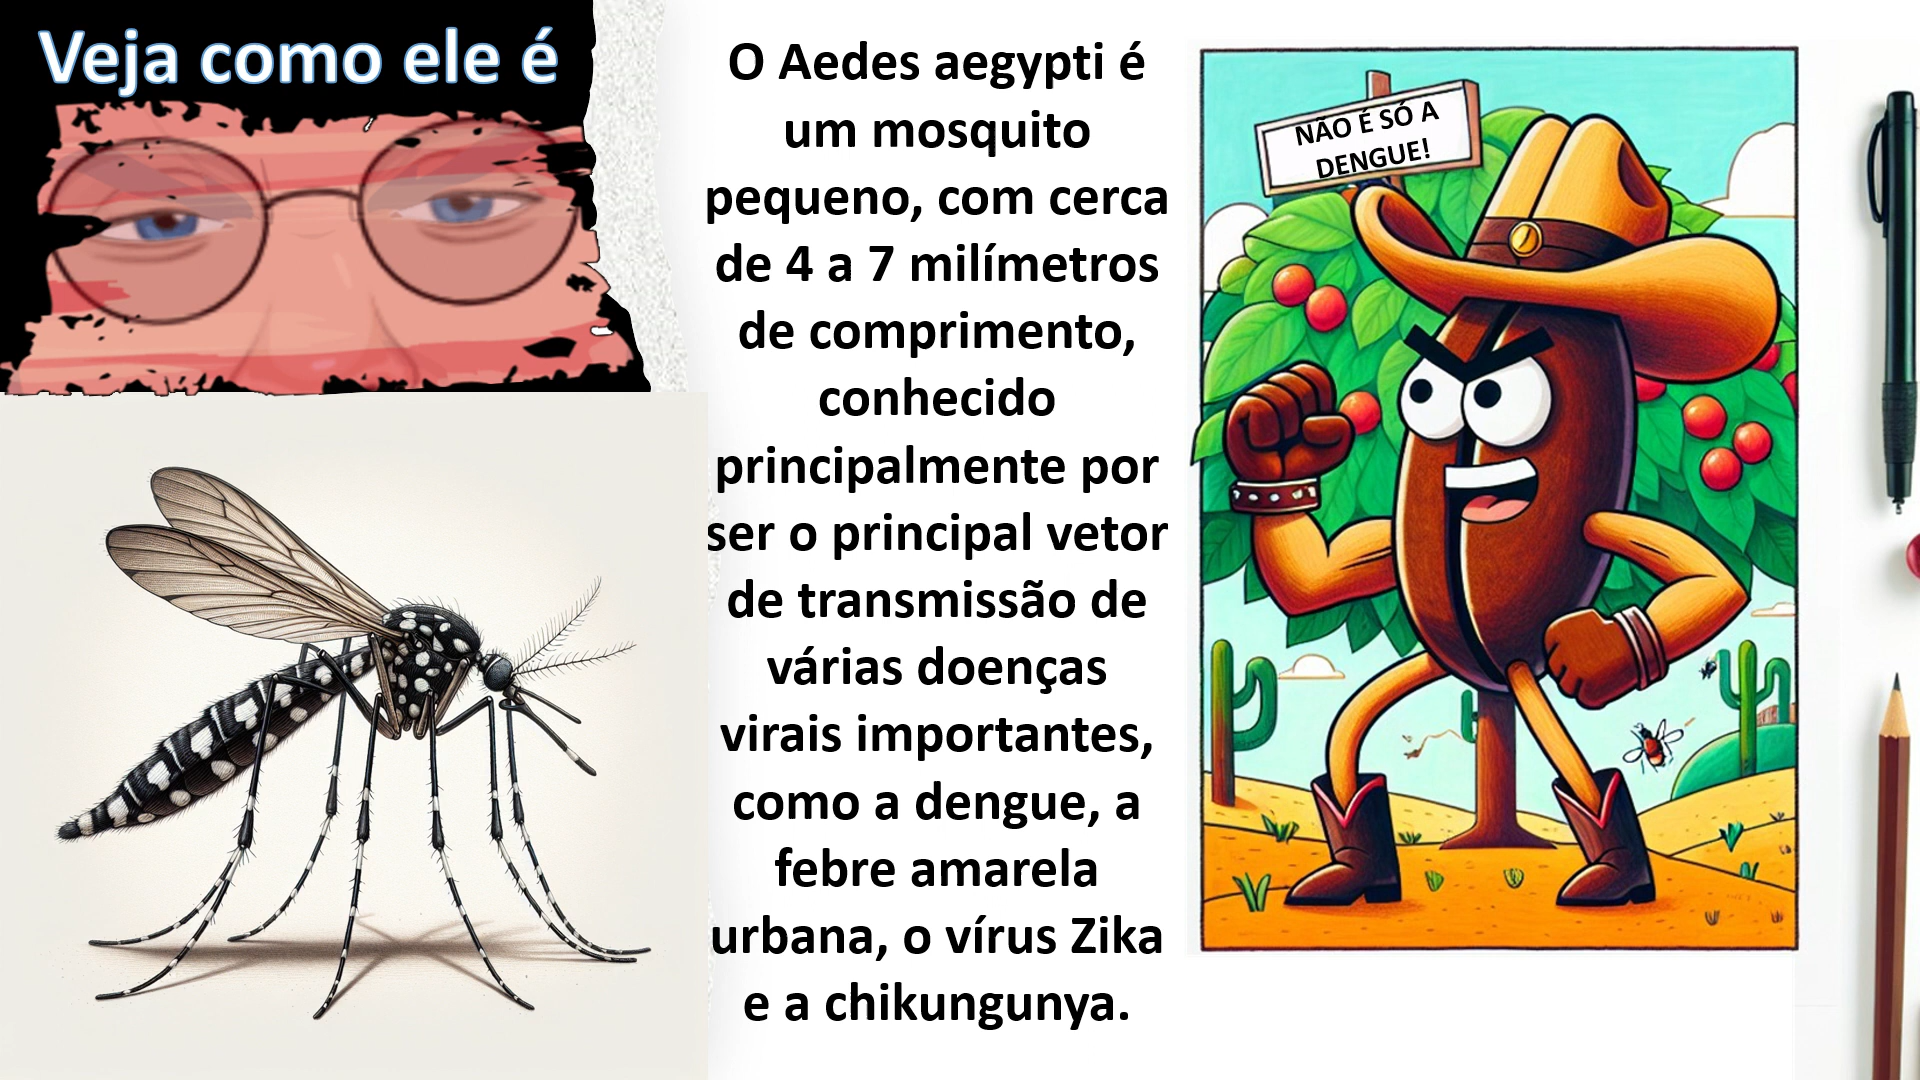 Veja como ele é
O Aedes aegypti é
um mosquito
pequeno, com cerca
de 4 a 7 milímetros
de comprimento,
conhecido
principalmente por
ser o principal vetor
de transmissão de
várias doenças
virais importantes,
como a dengue, a
febre amarela
urbana, o vírus Zika
e a chikungunya.
NÃO É SÓ A
DENGUE!